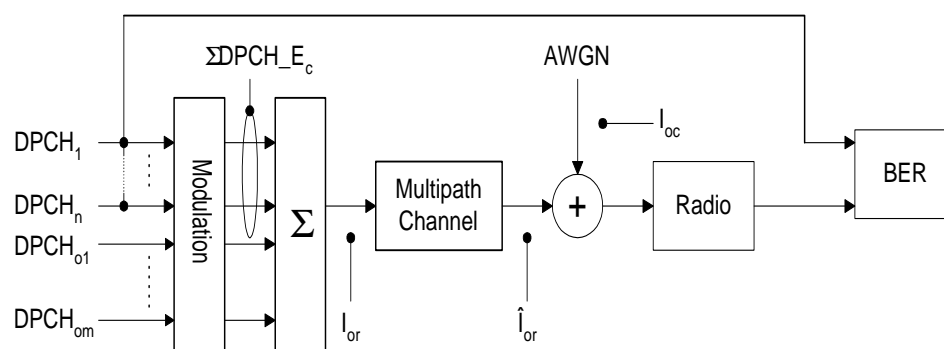 ΣDPCH_E_c
AWGN
DPCH_1
I_oc
BER
Modulation
Multipath
Channel
Radio
DPCH_n
Σ
+
DPCH_o1
DPCH_om
I_or
Î_or